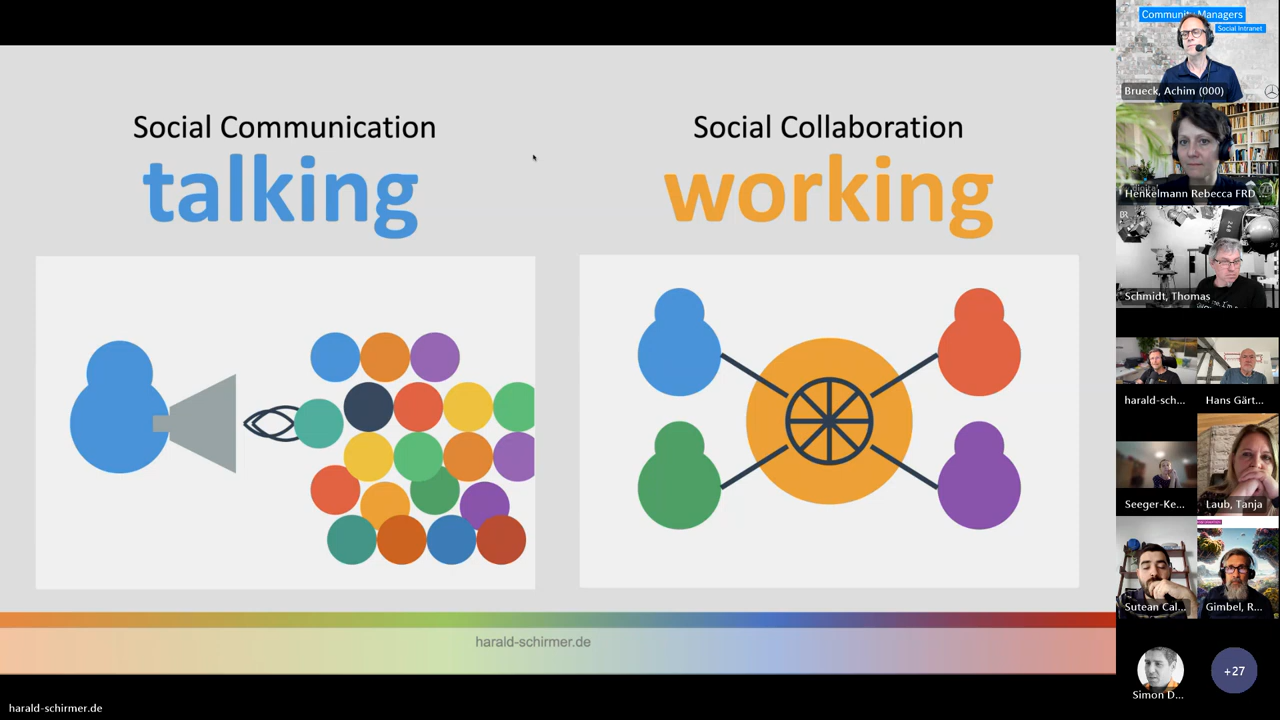 Social Communication
talking
Social Collaboration
working
harald-schirmer.de
harald-schirmer.de
Community Managers
Social Intranet
Brueck, Achim (000)
Henkelmann Rebecca FRD ...
BR
Schmidt, Thomas
harald-sch...
Hans Gärt...
Seeger-Ke...
Laub, Tanja
Sutean Cal...
Gimbel, R...
Simon D...
+27